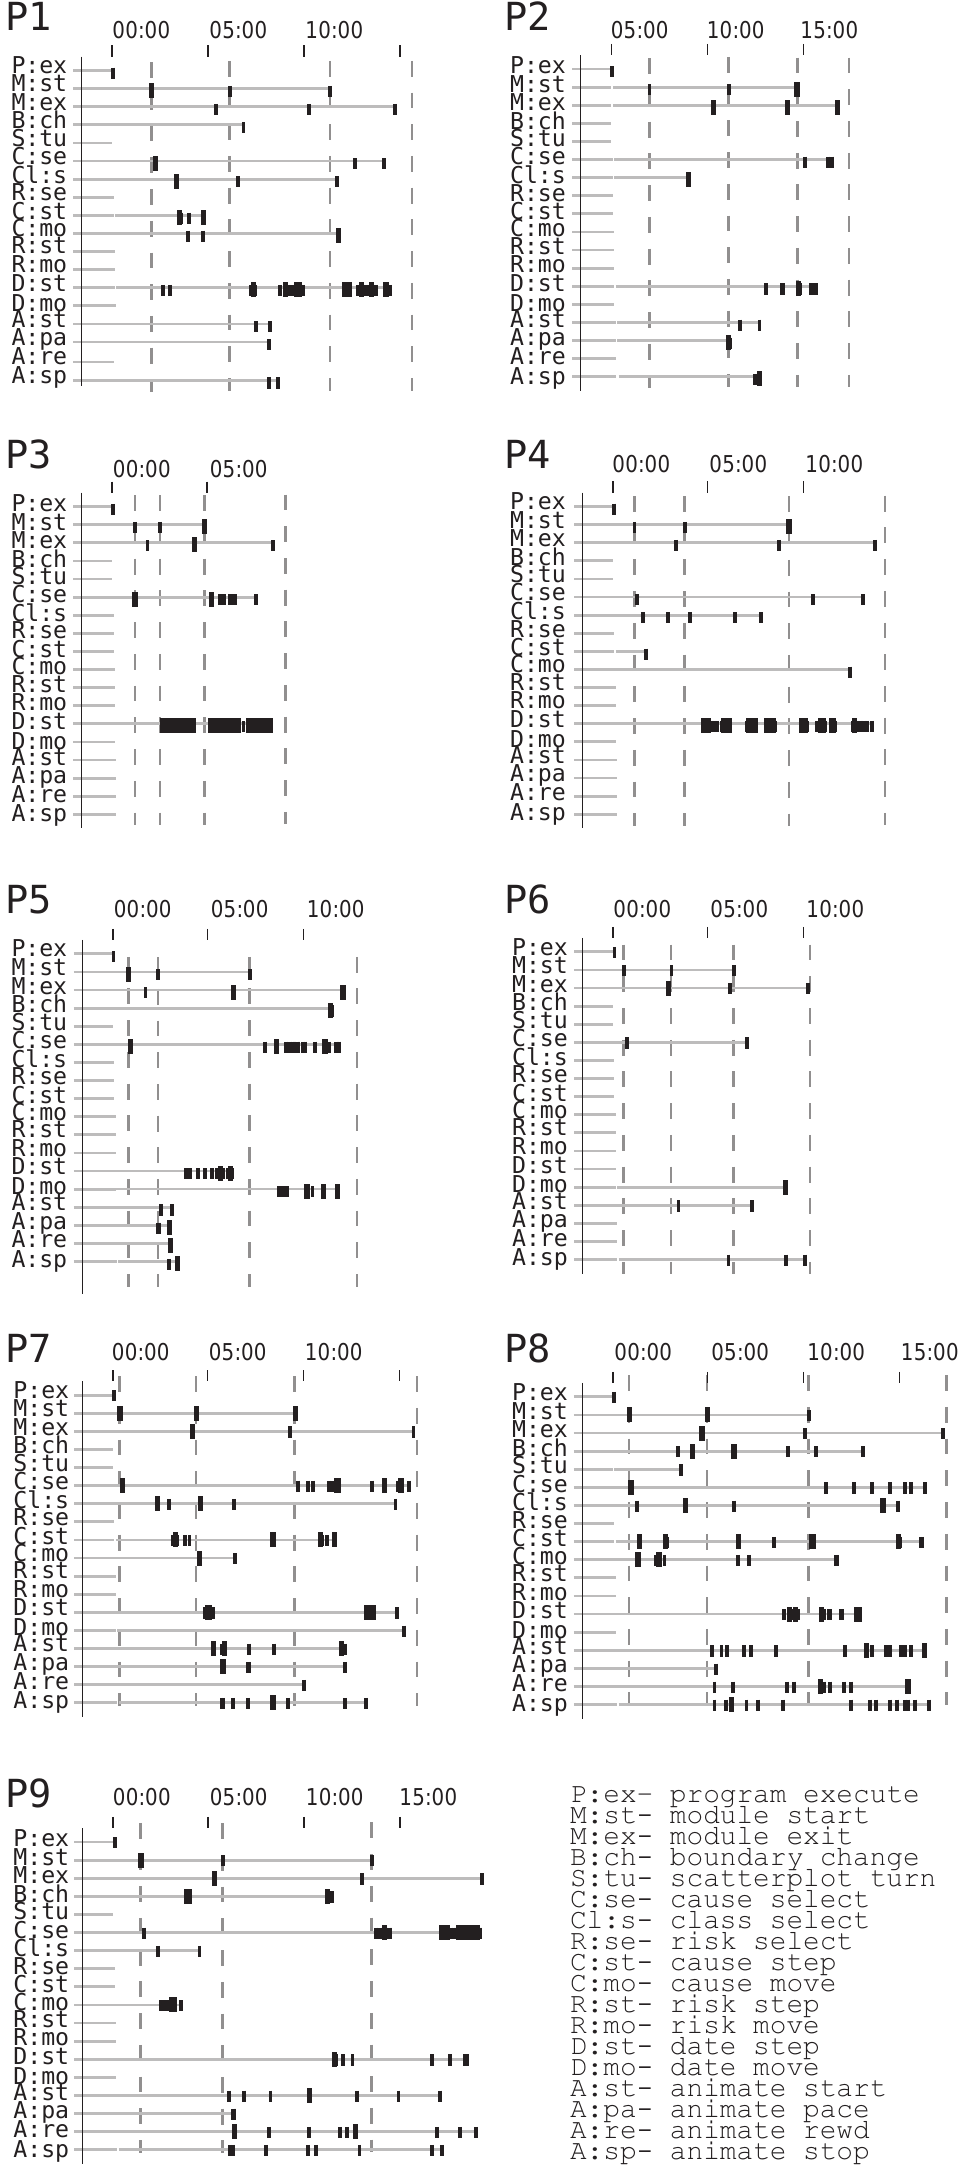 P1
00:00 05:00 10:00
P:ex
M:st
M:ex
B:ch
S:tu
C:se
Cl:s
R:se
C:st
C:mo
R:st
R:mo
D:st
D:mo
A:st
A:pa
A:re
A:sp
P2
05:00 10:00 15:00
P:ex
M:st
M:ex
B:ch
S:tu
C:se
Cl:s
R:se
C:st
C:mo
R:st
R:mo
D:st
D:mo
A:st
A:pa
A:re
A:sp
P3
00:00 05:00
P:ex
M:st
M:ex
B:ch
S:tu
C:se
Cl:s
R:se
C:st
C:mo
R:st
R:mo
D:st
D:mo
A:st
A:pa
A:re
A:sp
P4
00:00 05:00 10:00
P:ex
M:st
M:ex
B:ch
S:tu
C:se
Cl:s
R:se
C:st
C:mo
R:st
R:mo
D:st
D:mo
A:st
A:pa
A:re
A:sp
P5
00:00 05:00 10:00
P:ex
M:st
M:ex
B:ch
S:tu
C:se
Cl:s
R:se
C:st
C:mo
R:st
R:mo
D:st
D:mo
A:st
A:pa
A:re
A:sp
P6
00:00 05:00 10:00
P:ex
M:st
M:ex
B:ch
S:tu
C:se
Cl:s
R:se
C:st
C:mo
R:st
R:mo
D:st
D:mo
A:st
A:pa
A:re
A:sp
P7
00:00 05:00 10:00
P:ex
M:st
M:ex
B:ch
S:tu
C:se
Cl:s
R:se
C:st
C:mo
R:st
R:mo
D:st
D:mo
A:st
A:pa
A:re
A:sp
P8
00:00 05:00 10:00 15:00
P:ex
M:st
M:ex
B:ch
S:tu
C:se
Cl:s
R:se
C:st
C:mo
R:st
R:mo
D:st
D:mo
A:st
A:pa
A:re
A:sp
P9
00:00 05:00 10:00 15:00
P:ex
M:st
M:ex
B:ch
S:tu
C:se
Cl:s
R:se
C:st
C:mo
R:st
R:mo
D:st
D:mo
A:st
A:pa
A:re
A:sp
P:ex- program execute
M:st- module start
M:ex- module exit
B:ch- boundary change
S:tu- scatterplot turn
C:se- cause select
Cl:s- class select
R:se- risk select
C:st- cause step
C:mo- cause move
R:st- risk step
R:mo- risk move
D:st- date step
D:mo- date move
A:st- animate start
A:pa- animate pace
A:re- animate rewd
A:sp- animate stop